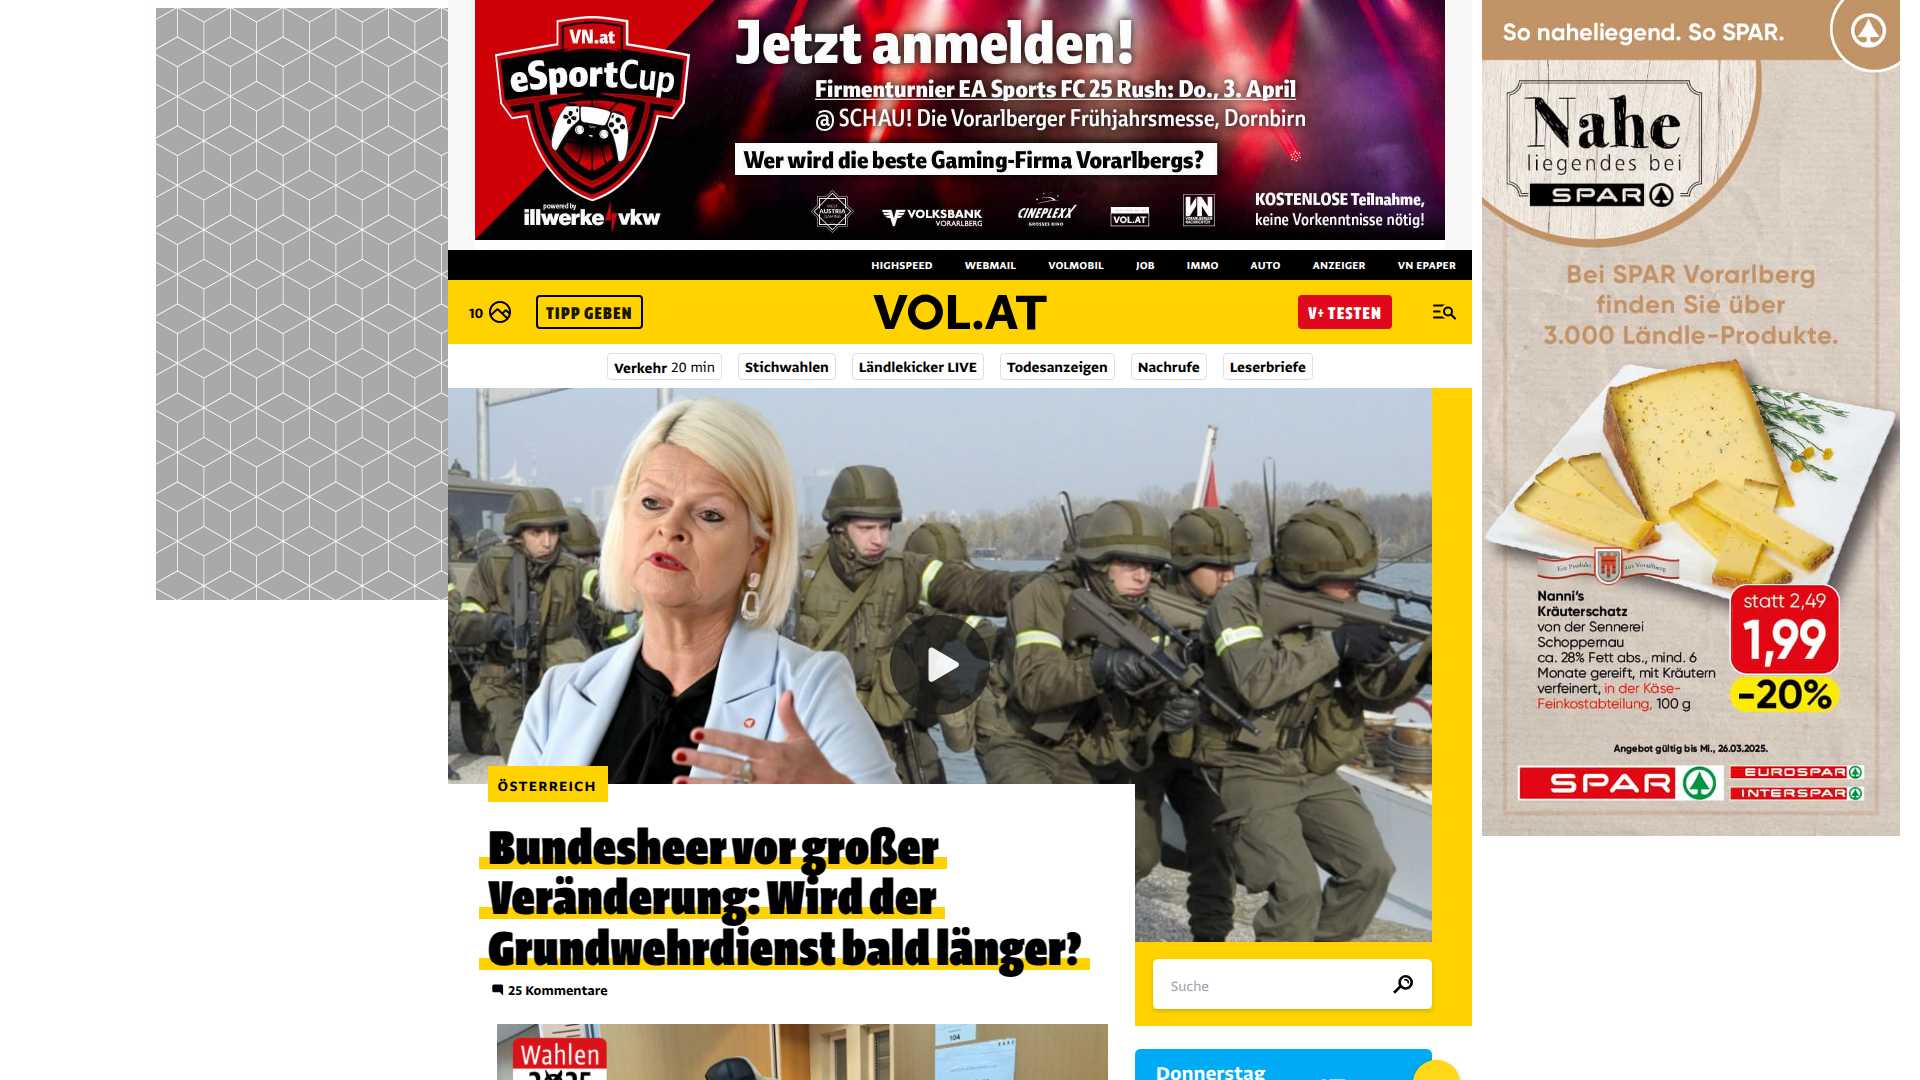 VN.at
eSportCup
powered by
illwerke vkw
Jetzt anmelden!
Firmenturnier EA Sports FC 25 Rush: Do., 3. April
@ SCHAU! Die Vorarlberger Frühjahrsmesse, Dornbirn
Wer wird die beste Gaming-Firma Vorarlbergs?
AUSTRIA
VOLKSBANK
VORARLBERG
CINEPLEXX
VOL.AT
VN
KOSTENLOSE Teilnahme,
keine Vorkenntnisse nötig!
So naheliegend. So SPAR.
Nahe
liegendes bei
SPAR
Bei SPAR Vorarlberg
finden Sie über
3.000 Ländle-Produkte.
Ein Produkt aus Vorarlberg
Nanni's
Kräuterschatz
von der Sennerei
Schoppernau
ca. 28% Fett abs., mind. 6
Monate gereift, mit Kräutern
verfeinert, in der Käse-
Feinkostabteilung, 100 g
statt 2,49
1,99
-20%
Angebot gültig bis Mi., 26.03.2025.
SPAR
EUROSPAR
INTERSPAR
HIGHSPEED WEBMAIL VOLMOBIL JOB IMMO AUTO ANZEIGER VN EPAPER
10 TIPP GEBEN VOL.AT V+ TESTEN
Verkehr 20 min Stichwahlen Ländlekicker LIVE Todesanzeigen Nachrufe Leserbriefe
ÖSTERREICH
Bundesheer vor großer
Veränderung: Wird der
Grundwehrdienst bald länger?
25 Kommentare
Suche
Wahlen
104
Donnerstag